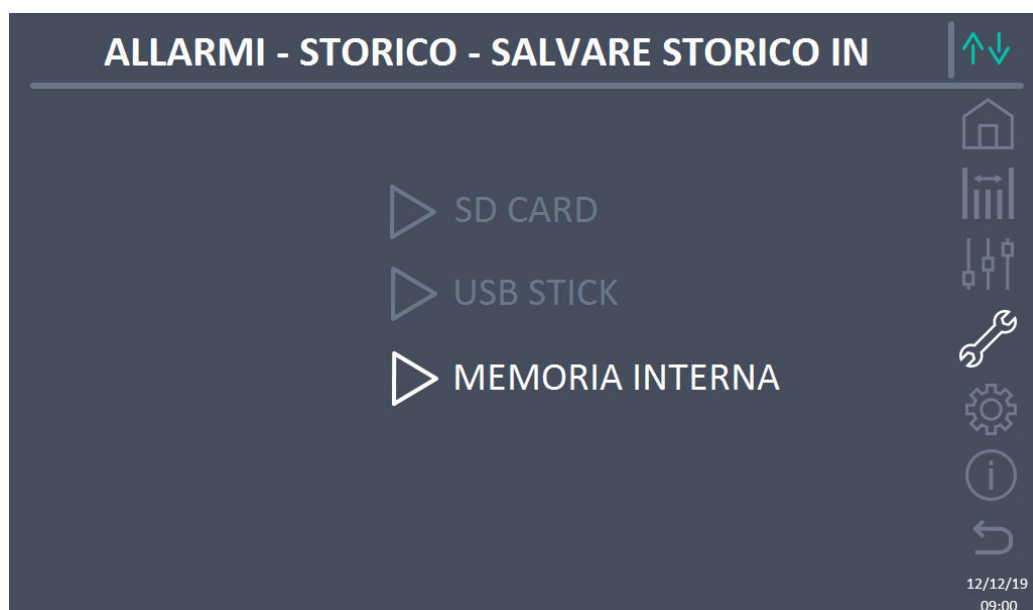 ALLARMI - STORICO - SALVARE STORICO IN
SD CARD
USB STICK
MEMORIA INTERNA
12/12/19
09:00